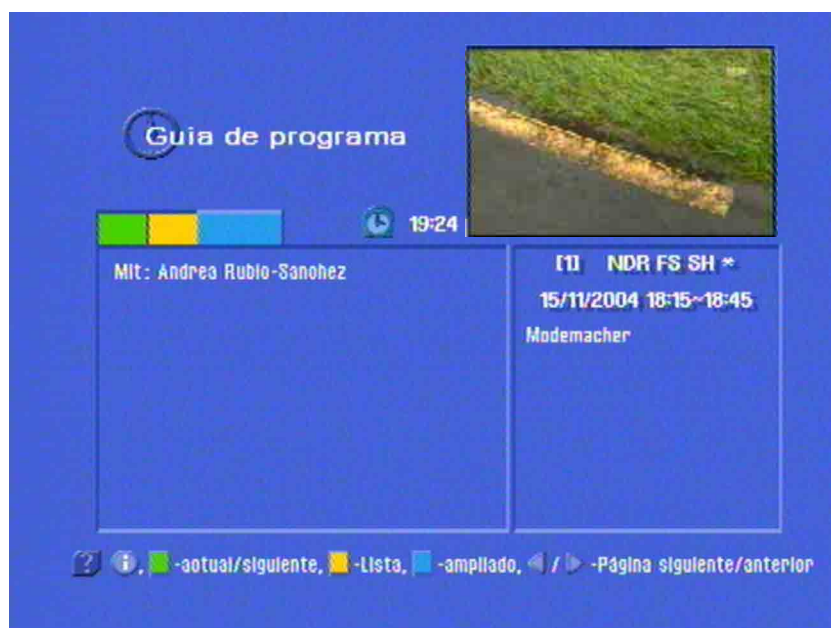 Guia de programa
19:24
Mit: Andrea Rubio-Sanohez
[1] NDR FS SH *
15/11/2004 18:15~18:45
Modemacher
? i, -aotual/siguiente, -Lista, -ampliado, / -Página siguiente/anterior